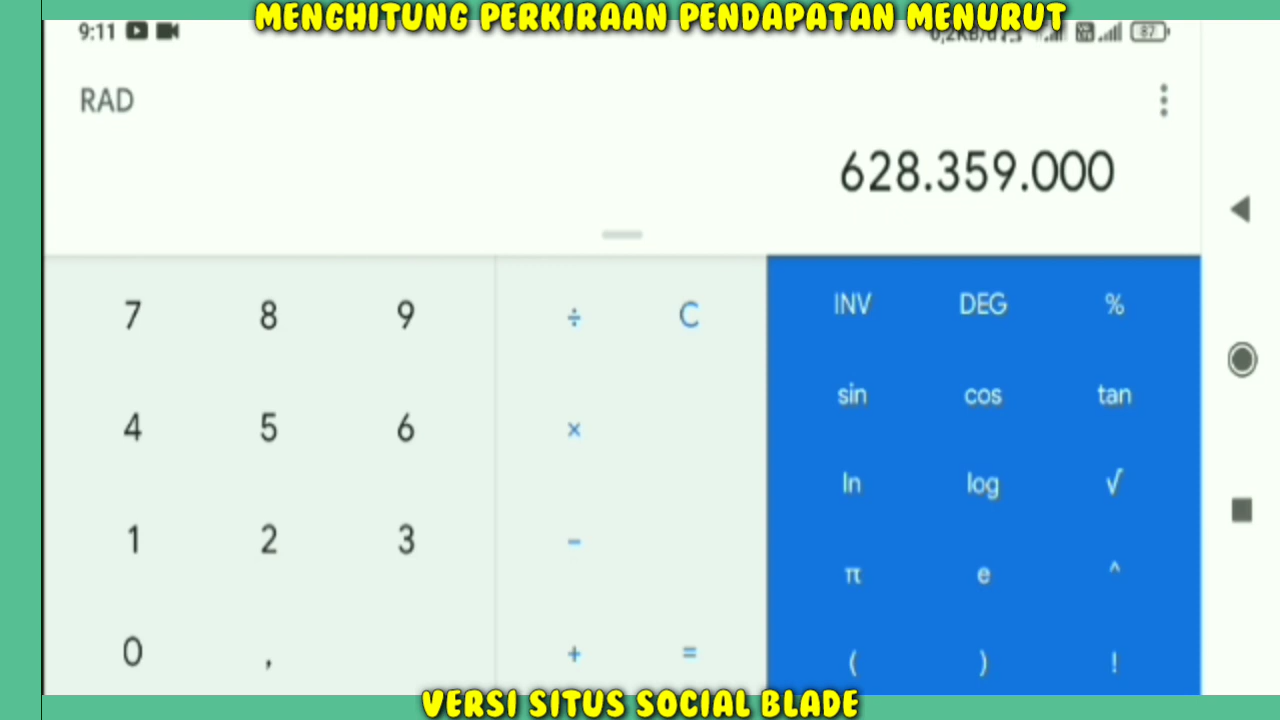 MENGHITUNG PERKIRAAN PENDAPATAN MENURUT
9:11
87
RAD
628.359.000
7 8 9 ÷ C INV DEG %
4 5 6 × sin cos tan
1 2 3 − ln log √
0 , + = π e ^
( ) !
VERSI SITUS SOCIAL BLADE